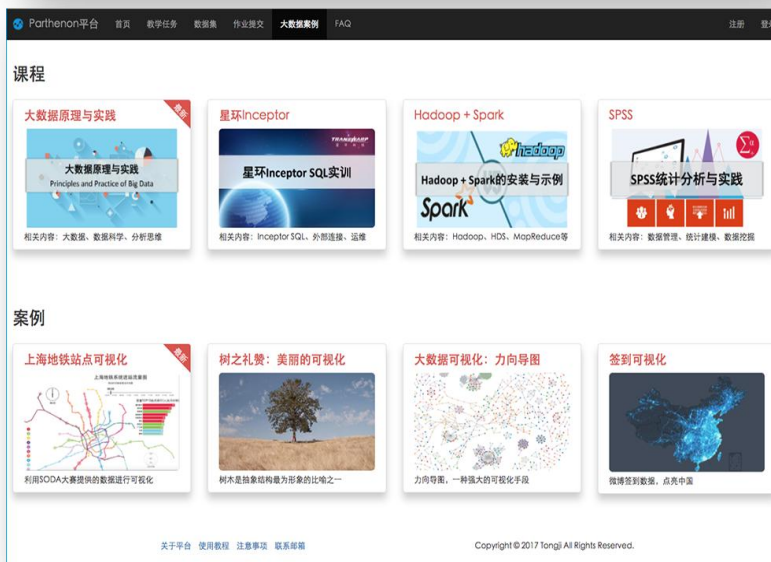 Parthenon平台 首页 教学任务 数据集 作业提交 大数据案例 FAQ 注册
课程
大数据原理与实践
最新
大数据原理与实践
Principles and Practice of Big Data
相关内容：大数据、数据科学、分析思维
星环Inceptor
TRANSWARP
星环Inceptor SQL实训
相关内容：Inceptor SQL、外部连接、运维
Hadoop + Spark
hadoop
Hadoop + Spark的安装与示例
Spark
相关内容：Hadoop、HDS、MapReduce等
SPSS
Σα
SPSS统计分析与实践
相关内容：数据管理、统计建模、数据挖掘
案例
上海地铁站点可视化
最新
上海地铁系统进站流量图
利用SODA大赛提供的数据进行可视化
树之礼赞：美丽的可视化
树木是抽象结构最为形象的比喻之一
大数据可视化：力向导图
力向导图，一种强大的可视化手段
签到可视化
微博签到数据，点亮中国
关于平台 使用教程 注意事项 联系邮箱
Copyright © 2017 Tongji All Rights Reserved.